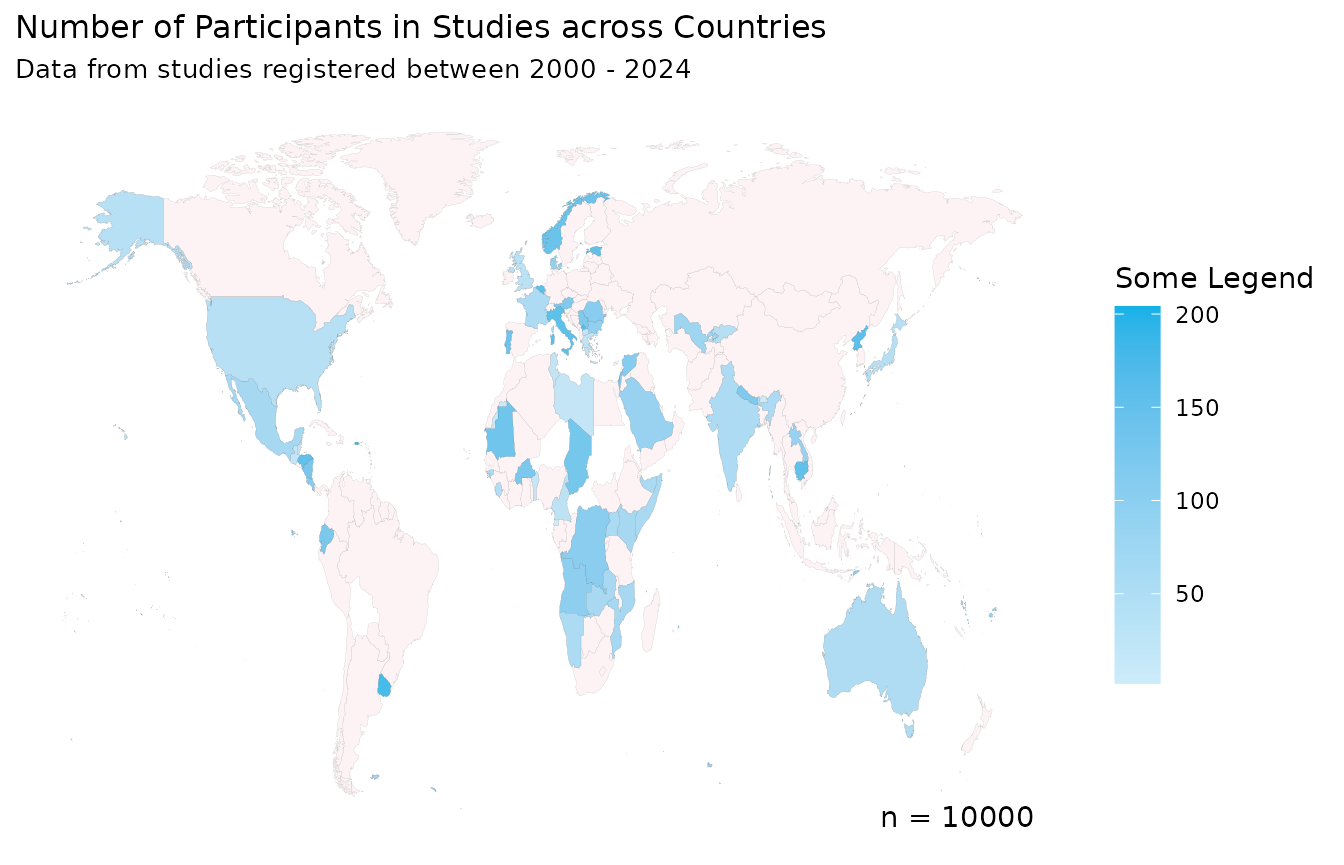 Number of Participants in Studies across Countries
Data from studies registered between 2000 - 2024
Some Legend
200
150
100
50
n = 10000